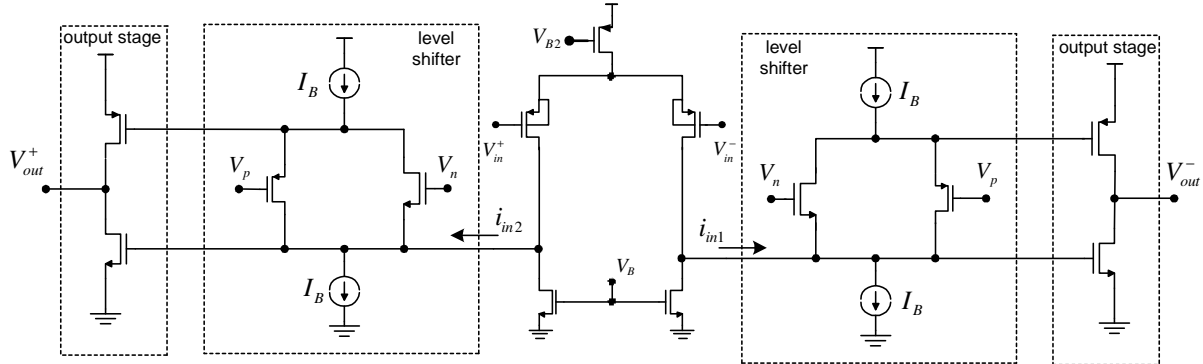 output stage
level
shifter
I_B
V_p
V_n
V_{out}^+
I_B
i_{in2}
V_{B2}
V_{in}^+
V_{in}^-
V_B
i_{in1}
level
shifter
I_B
V_n
V_p
I_B
output stage
V_{out}^-